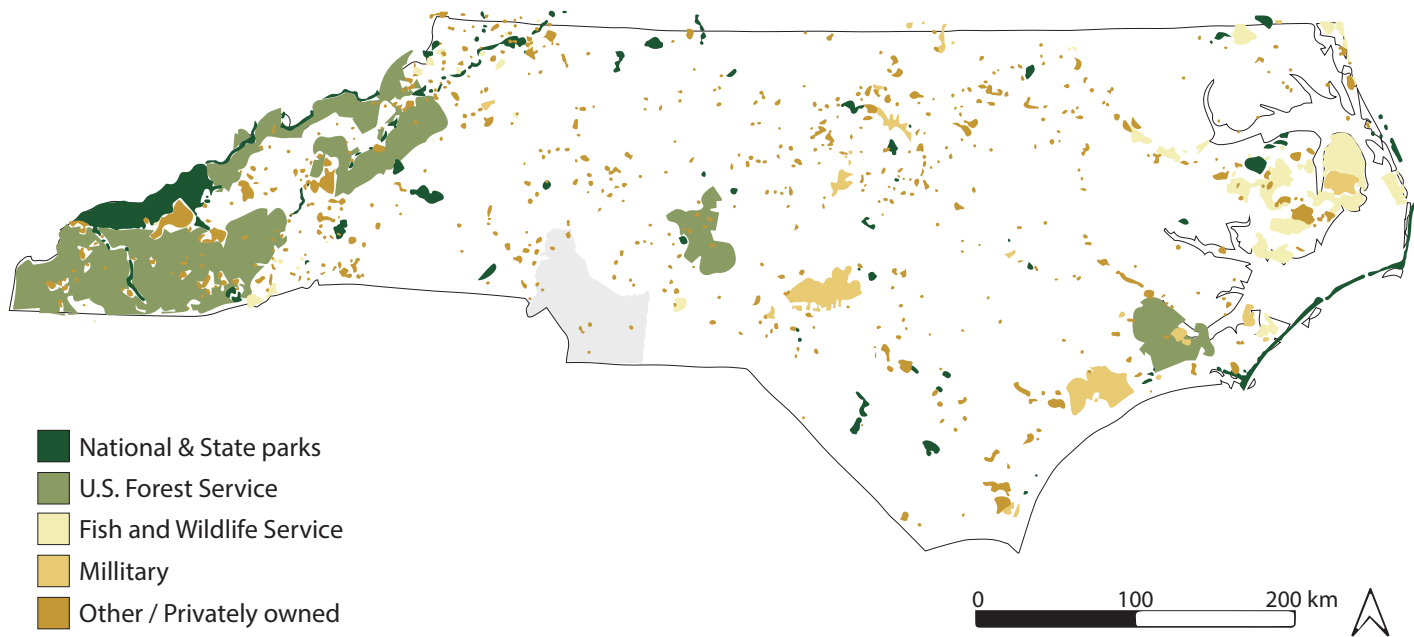 National & State parks
U.S. Forest Service
Fish and Wildlife Service
Millitary
Other / Privately owned
0 100 200 km